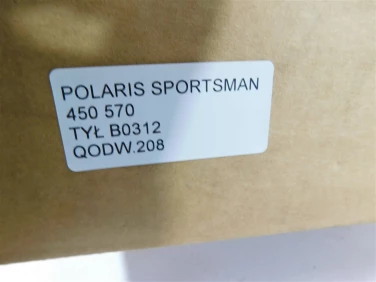 POLARIS SPORTSMAN
450 570
TYŁ B0312
QODW.208